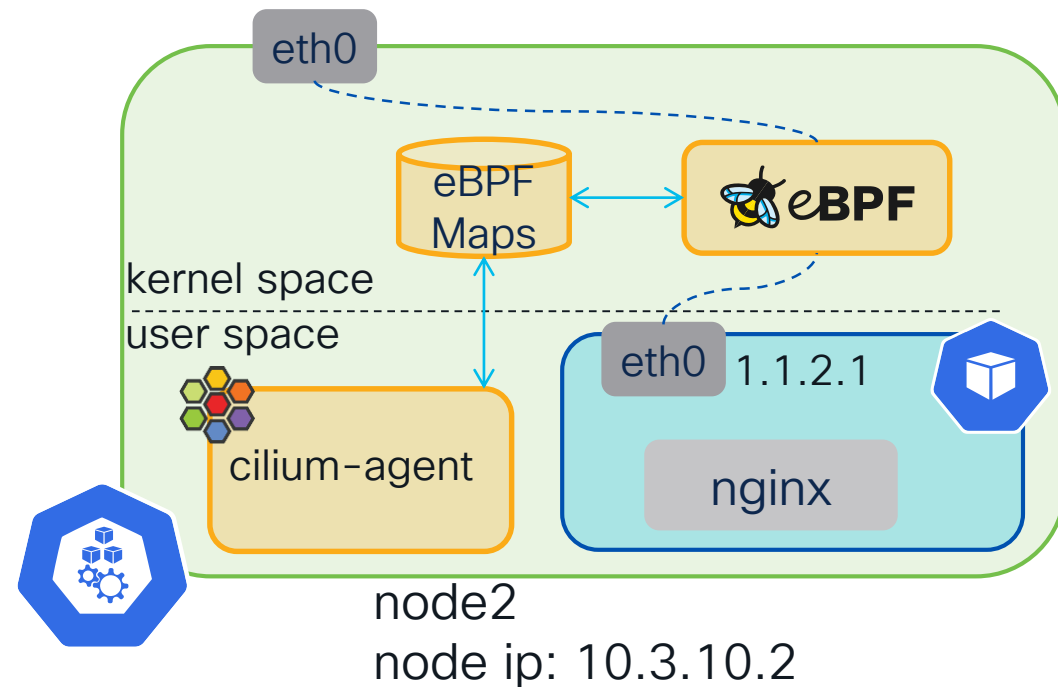 eth0
eBPF
Maps
eBPF
kernel space
user space
eth0
1.1.2.1
cilium-agent
nginx
node2
node ip: 10.3.10.2